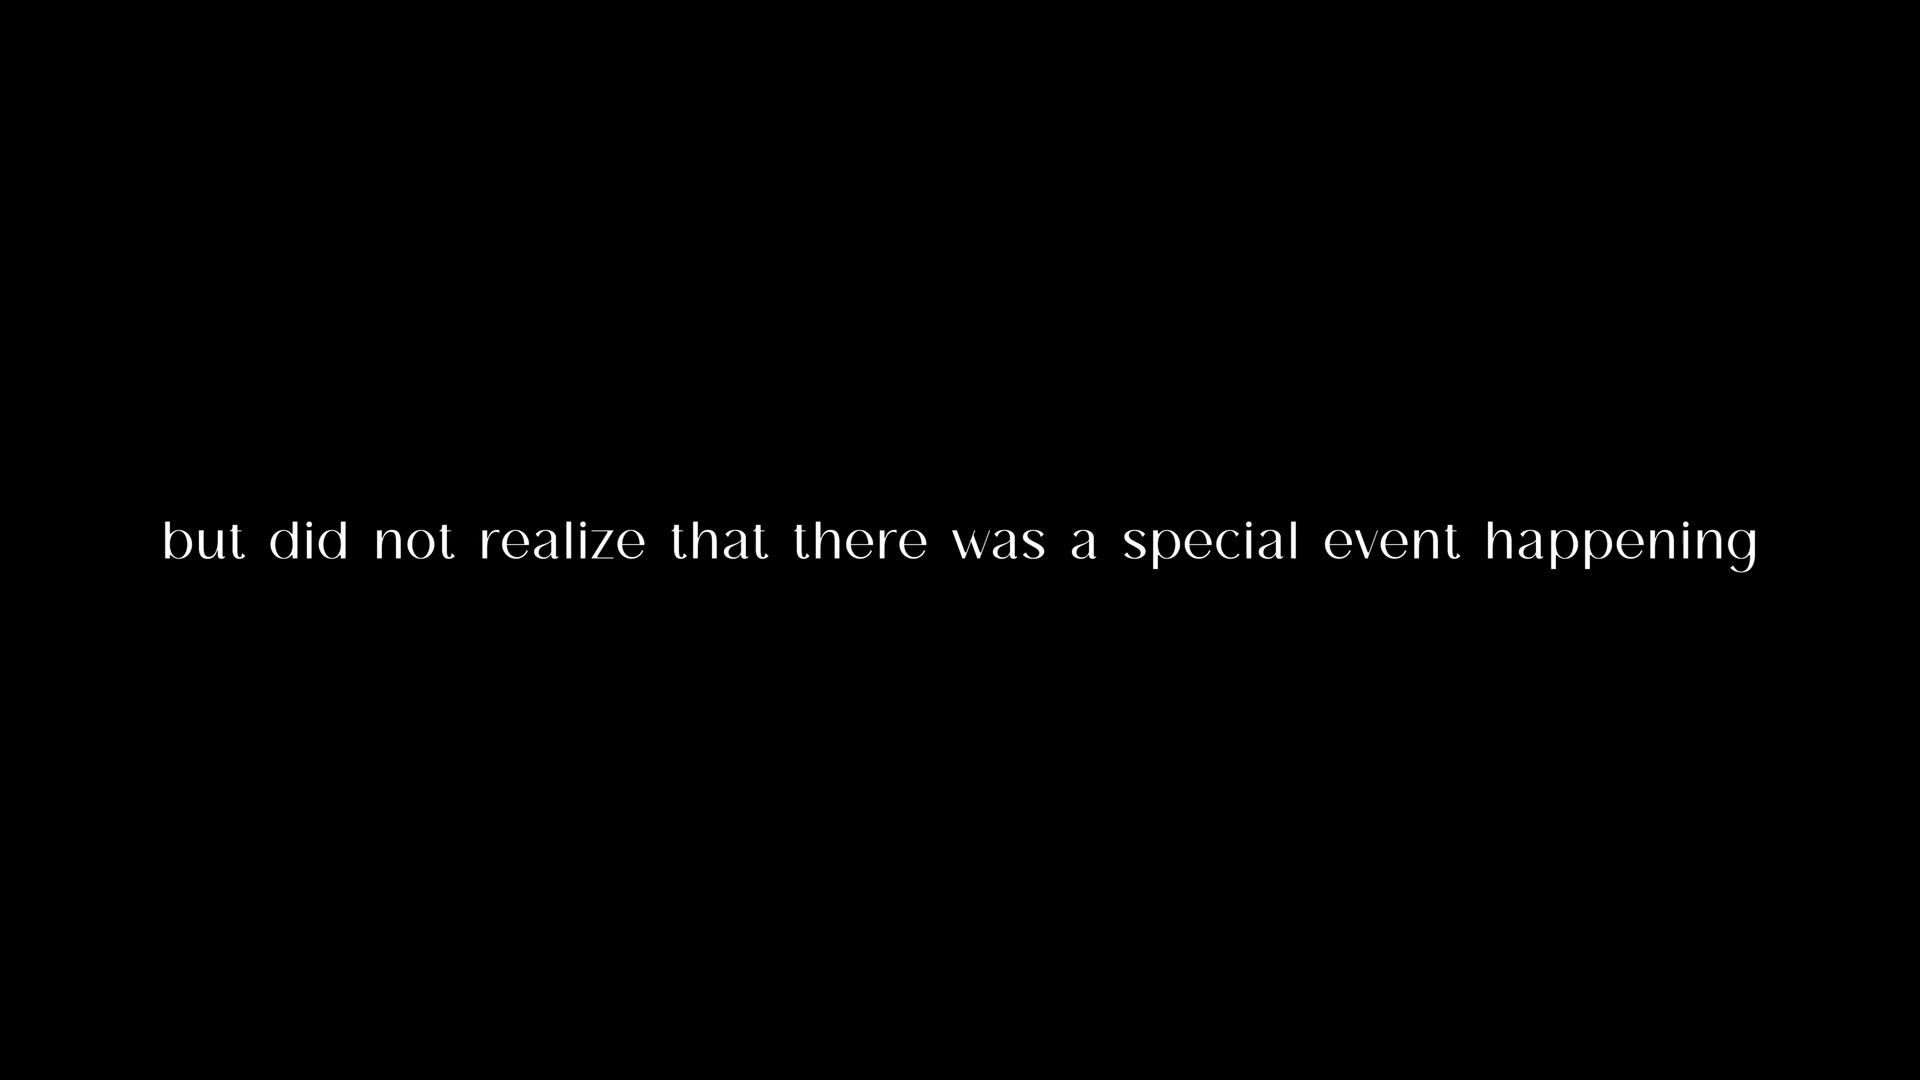 but did not realize that there was a special event happening